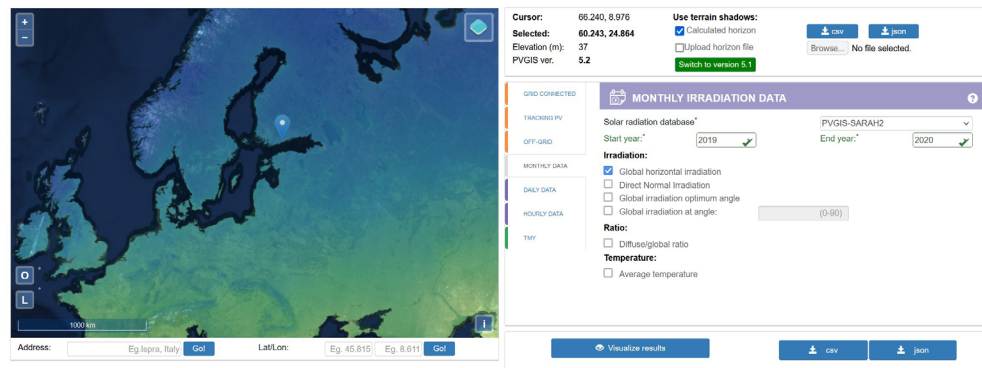 +
−
O
L
1000 km
i
Address: Eg.Ispra, Italy Go! Lat/Lon: Eg. 45.815 Eg. 8.611 Go!
Cursor: 66.240, 8.976 Use terrain shadows:
Selected: 60.243, 24.864 Calculated horizon csv json
Elevation (m): 37 Upload horizon file Browse... No file selected.
PVGIS ver. 5.2 Switch to version 5.1
GRID CONNECTED
TRACKING PV
OFF-GRID
MONTHLY DATA
DAILY DATA
HOURLY DATA
TMY
MONTHLY IRRADIATION DATA ?
Solar radiation database* PVGIS-SARAH2
Start year:* 2019 End year:* 2020
Irradiation:
Global horizontal irradiation
Direct Normal Irradiation
Global irradiation optimum angle
Global irradiation at angle: (0-90)
Ratio:
Diffuse/global ratio
Temperature:
Average temperature
Visualize results csv json